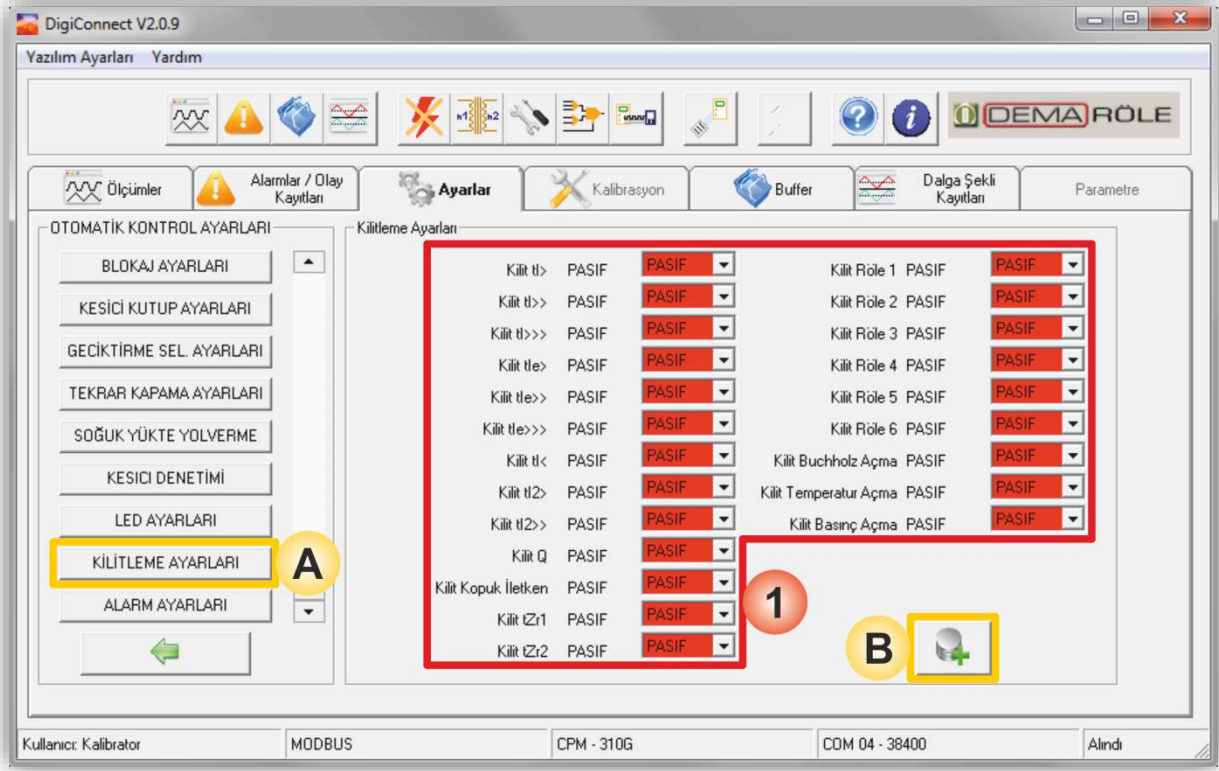 DigiConnect V2.0.9
Yazılım Ayarları Yardım
n1 n2
DEMA RÖLE
Ölçümler
Alarmlar / Olay
Kayıtları
Ayarlar
Kalibrasyon
Buffer
Dalga Şekli
Kayıtları
Parametre
OTOMATİK KONTROL AYARLARI
BLOKAJ AYARLARI
KESİCİ KUTUP AYARLARI
GECİKTİRME SEL. AYARLARI
TEKRAR KAPAMA AYARLARI
SOĞUK YÜKTE YOLVERME
KESICI DENETİMİ
LED AYARLARI
KİLİTLEME AYARLARI
A
ALARM AYARLARI
Kilitleme Ayarları
Kilit tI> PASIF PASIF
Kilit tI>> PASIF PASIF
Kilit tI>>> PASIF PASIF
Kilit tIe> PASIF PASIF
Kilit tIe>> PASIF PASIF
Kilit tIe>>> PASIF PASIF
Kilit tI< PASIF PASIF
Kilit tI2> PASIF PASIF
Kilit tI2>> PASIF PASIF
Kilit Q PASIF PASIF
Kilit Kopuk İletken PASIF PASIF
Kilit tZr1 PASIF PASIF
Kilit tZr2 PASIF PASIF
Kilit Röle 1 PASIF PASIF
Kilit Röle 2 PASIF PASIF
Kilit Röle 3 PASIF PASIF
Kilit Röle 4 PASIF PASIF
Kilit Röle 5 PASIF PASIF
Kilit Röle 6 PASIF PASIF
Kilit Buchholz Açma PASIF PASIF
Kilit Temperatur Açma PASIF PASIF
Kilit Basınç Açma PASIF PASIF
1
B
Kullanıcı: Kalibrator
MODBUS
CPM - 310G
COM 04 - 38400
Alındı